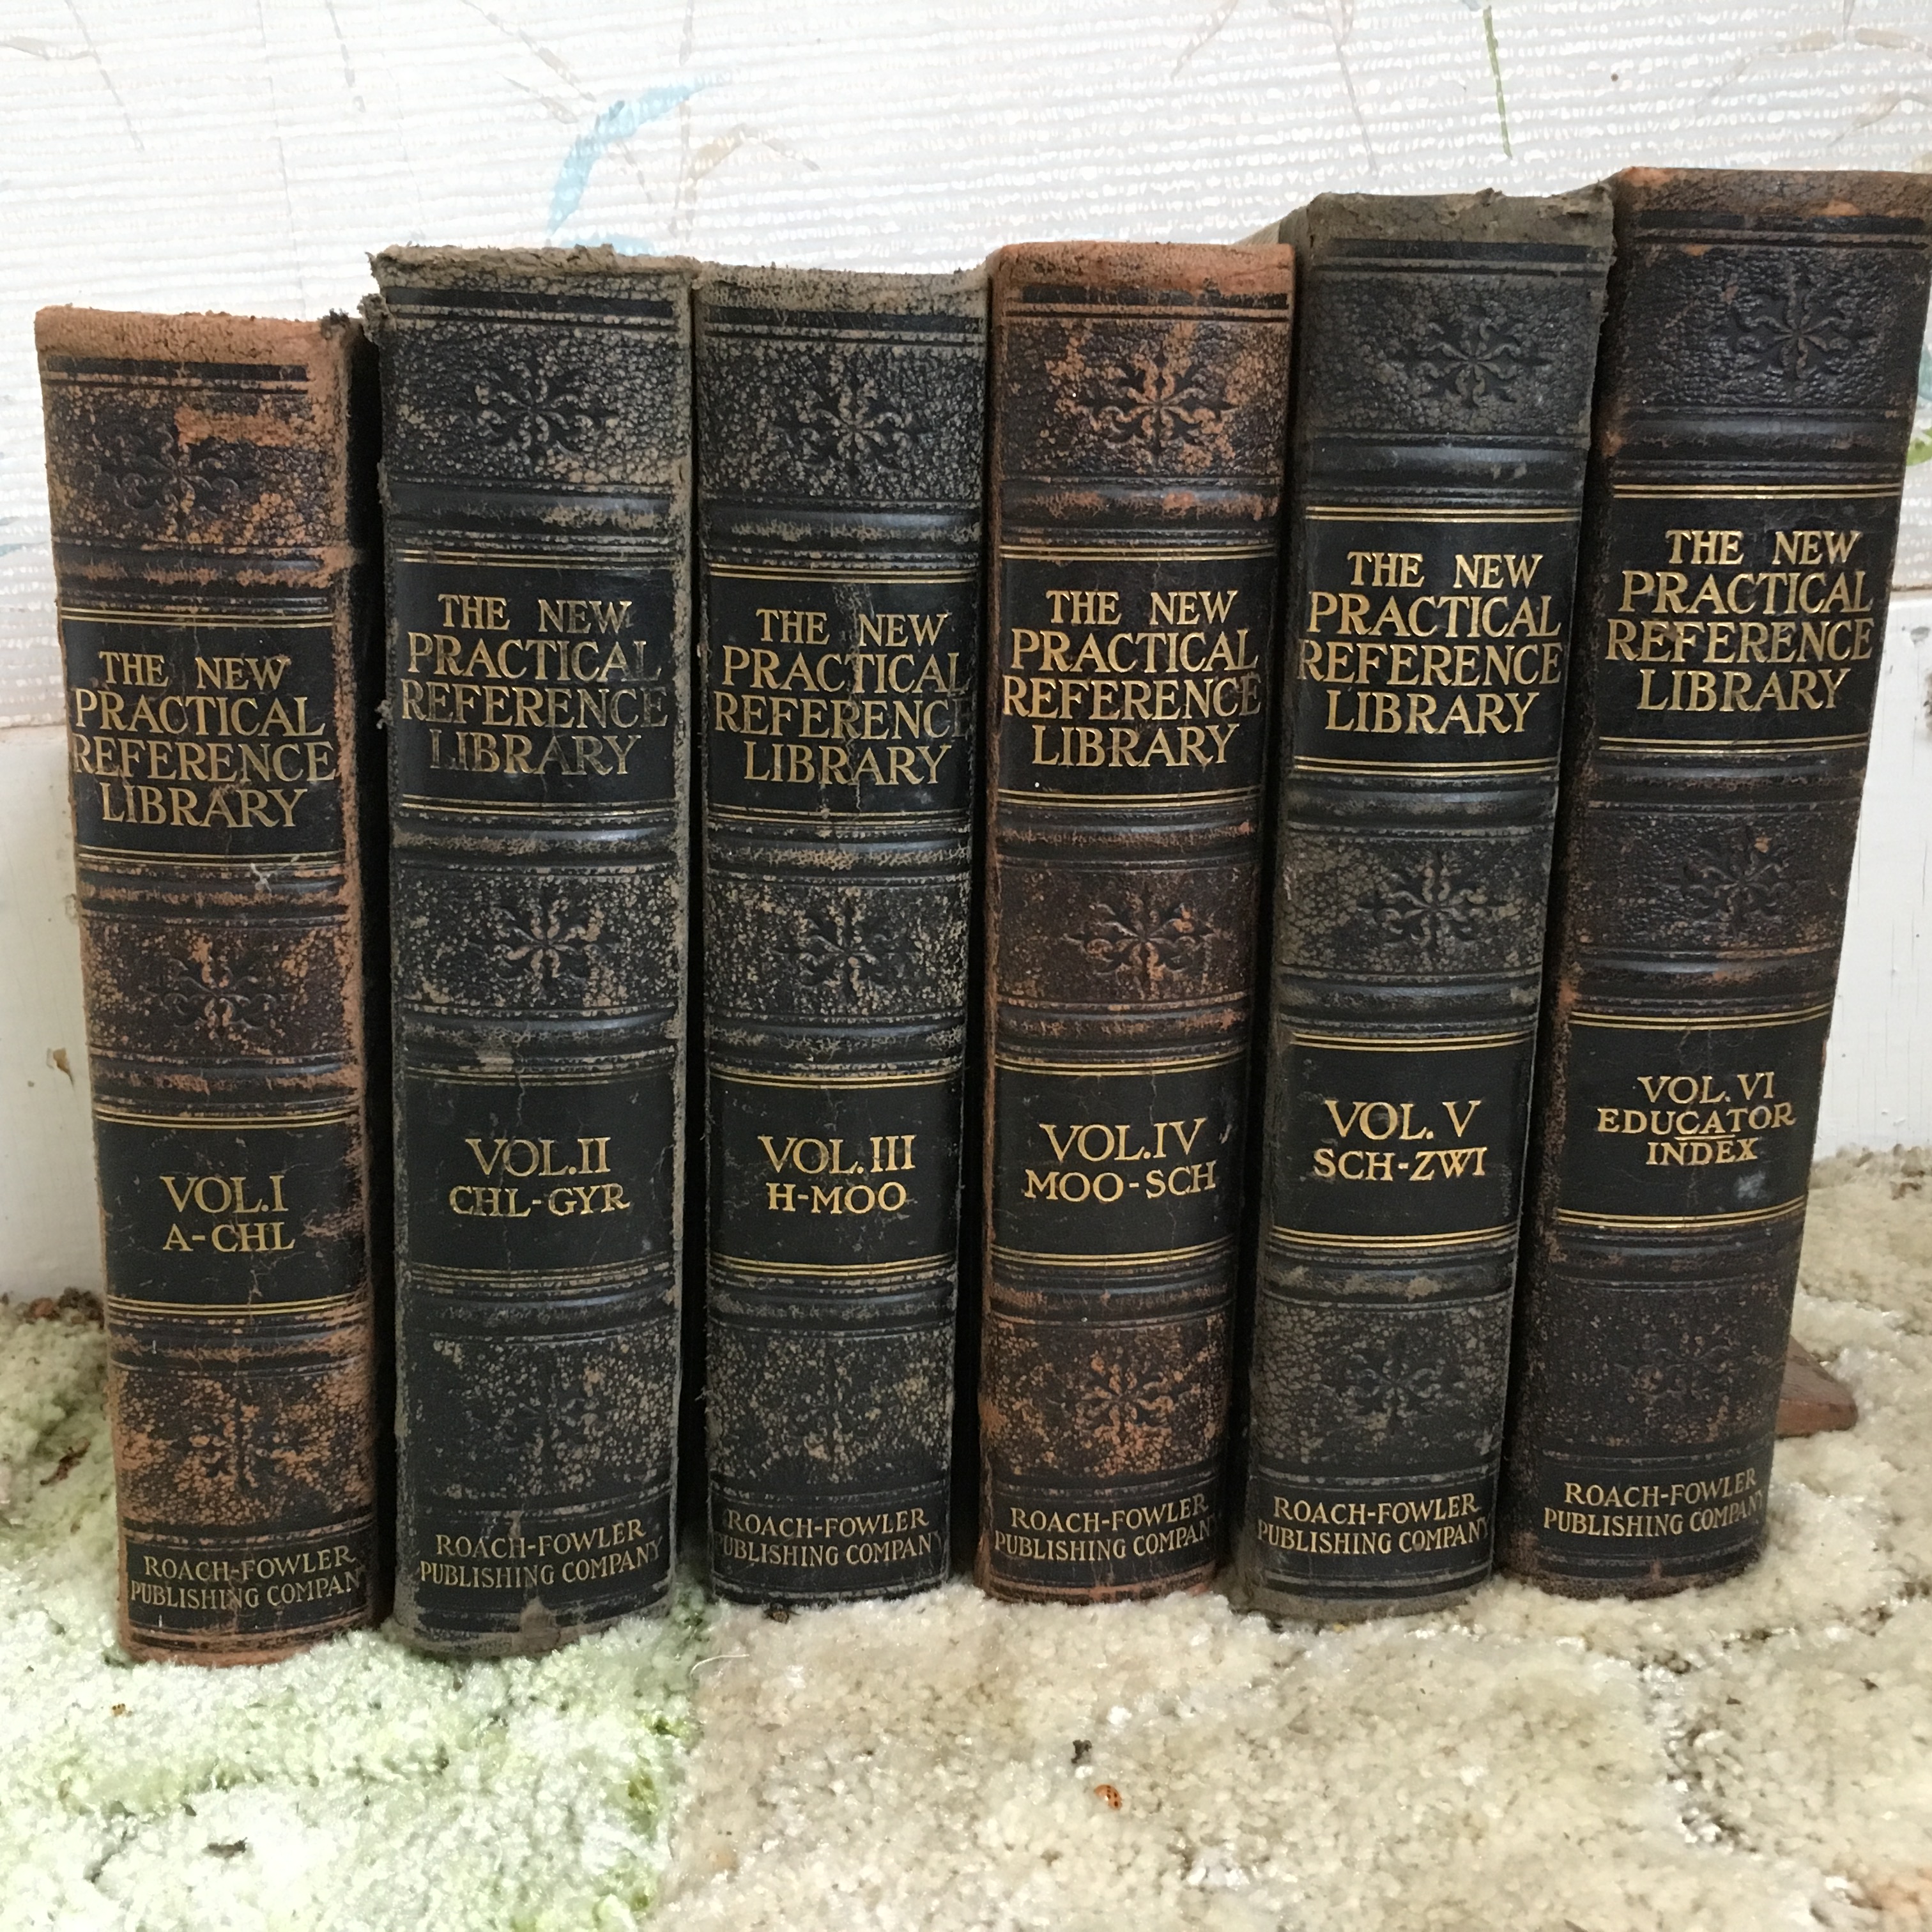 THE NEW
PRACTICAL
REFERENCE
LIBRARY
VOL.I
A-CHL
ROACH-FOWLER
PUBLISHING COMPANY
THE NEW
PRACTICAL
REFERENCE
LIBRARY
VOL.II
CHL-GYR
ROACH-FOWLER
PUBLISHING COMPANY
THE NEW
PRACTICAL
REFERENCE
LIBRARY
VOL.III
H-MOO
ROACH-FOWLER
PUBLISHING COMPANY
THE NEW
PRACTICAL
REFERENCE
LIBRARY
VOL.IV
MOO-SCH
ROACH-FOWLER
PUBLISHING COMPANY
THE NEW
PRACTICAL
REFERENCE
LIBRARY
VOL. V
SCH-ZWI
ROACH-FOWLER
PUBLISHING COMPANY
THE NEW
PRACTICAL
REFERENCE
LIBRARY
VOL. VI
EDUCATOR
INDEX
ROACH-FOWLER
PUBLISHING COMPANY